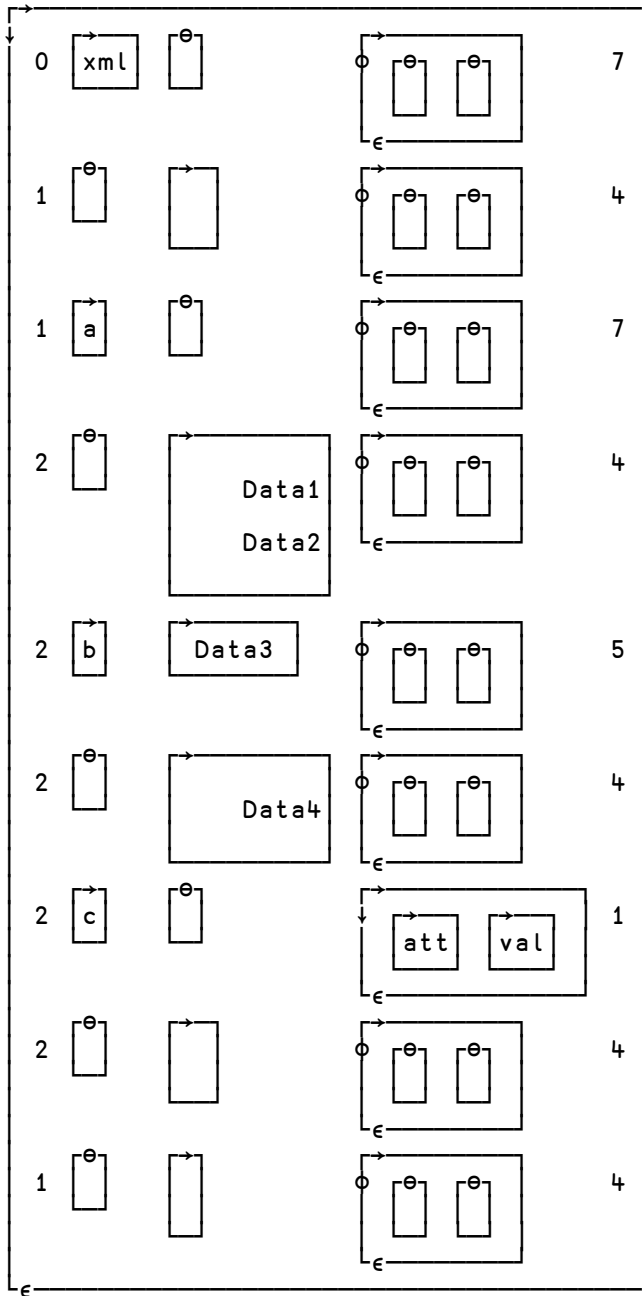 0 xml 7
1 4
1 a 7
2 Data1 4
Data2
2 b Data3 5
2 4
Data4
2 c att val 1
2 4
1 4